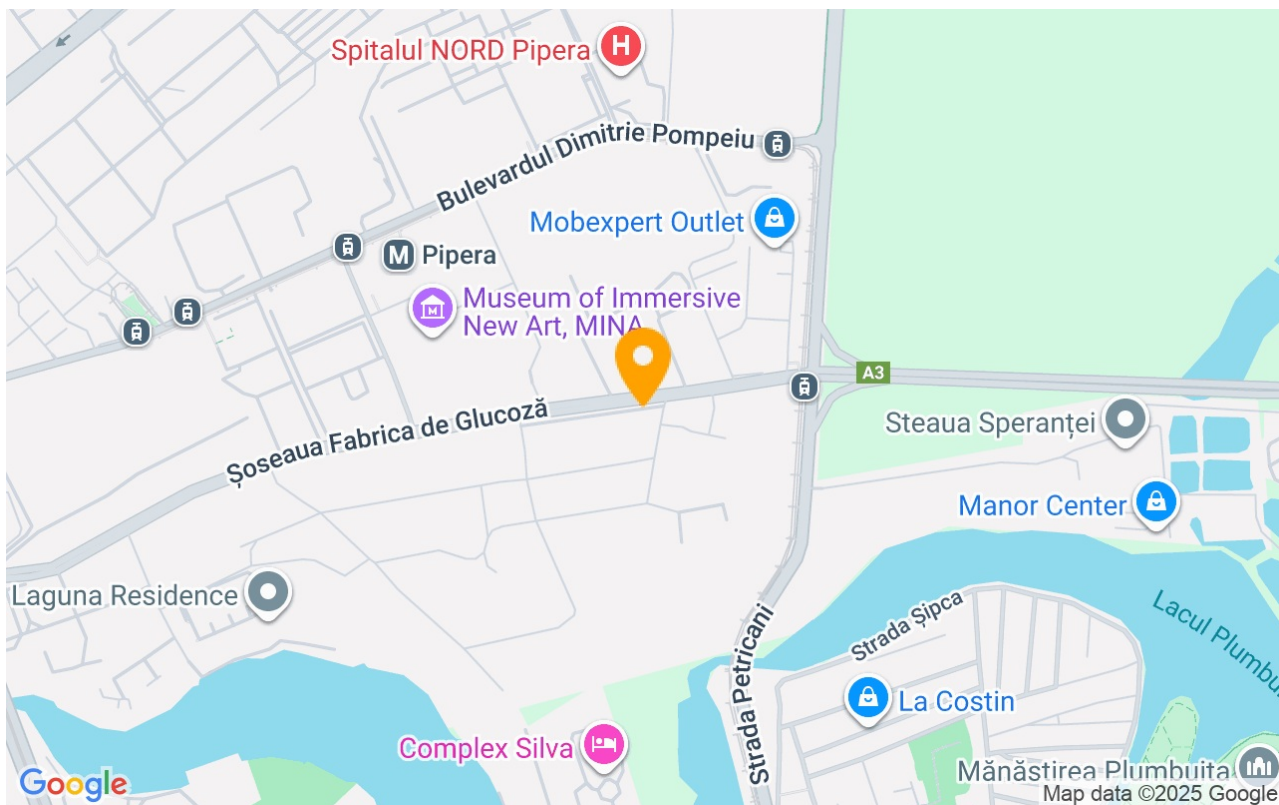 Spitalul NORD Pipera
H
Bulevardul Dimitrie Pompeiu
Mobexpert Outlet
M Pipera
Museum of Immersive
New Art, MINA
M
A3
Șoseaua Fabrica de Glucoză
Steaua Speranței
Manor Center
Laguna Residence
Lacul Plumbui
Strada Șipca
Strada Petricani
La Costin
Complex Silva
Mănăstirea Plumbuita
Google
Map data ©2025 Google